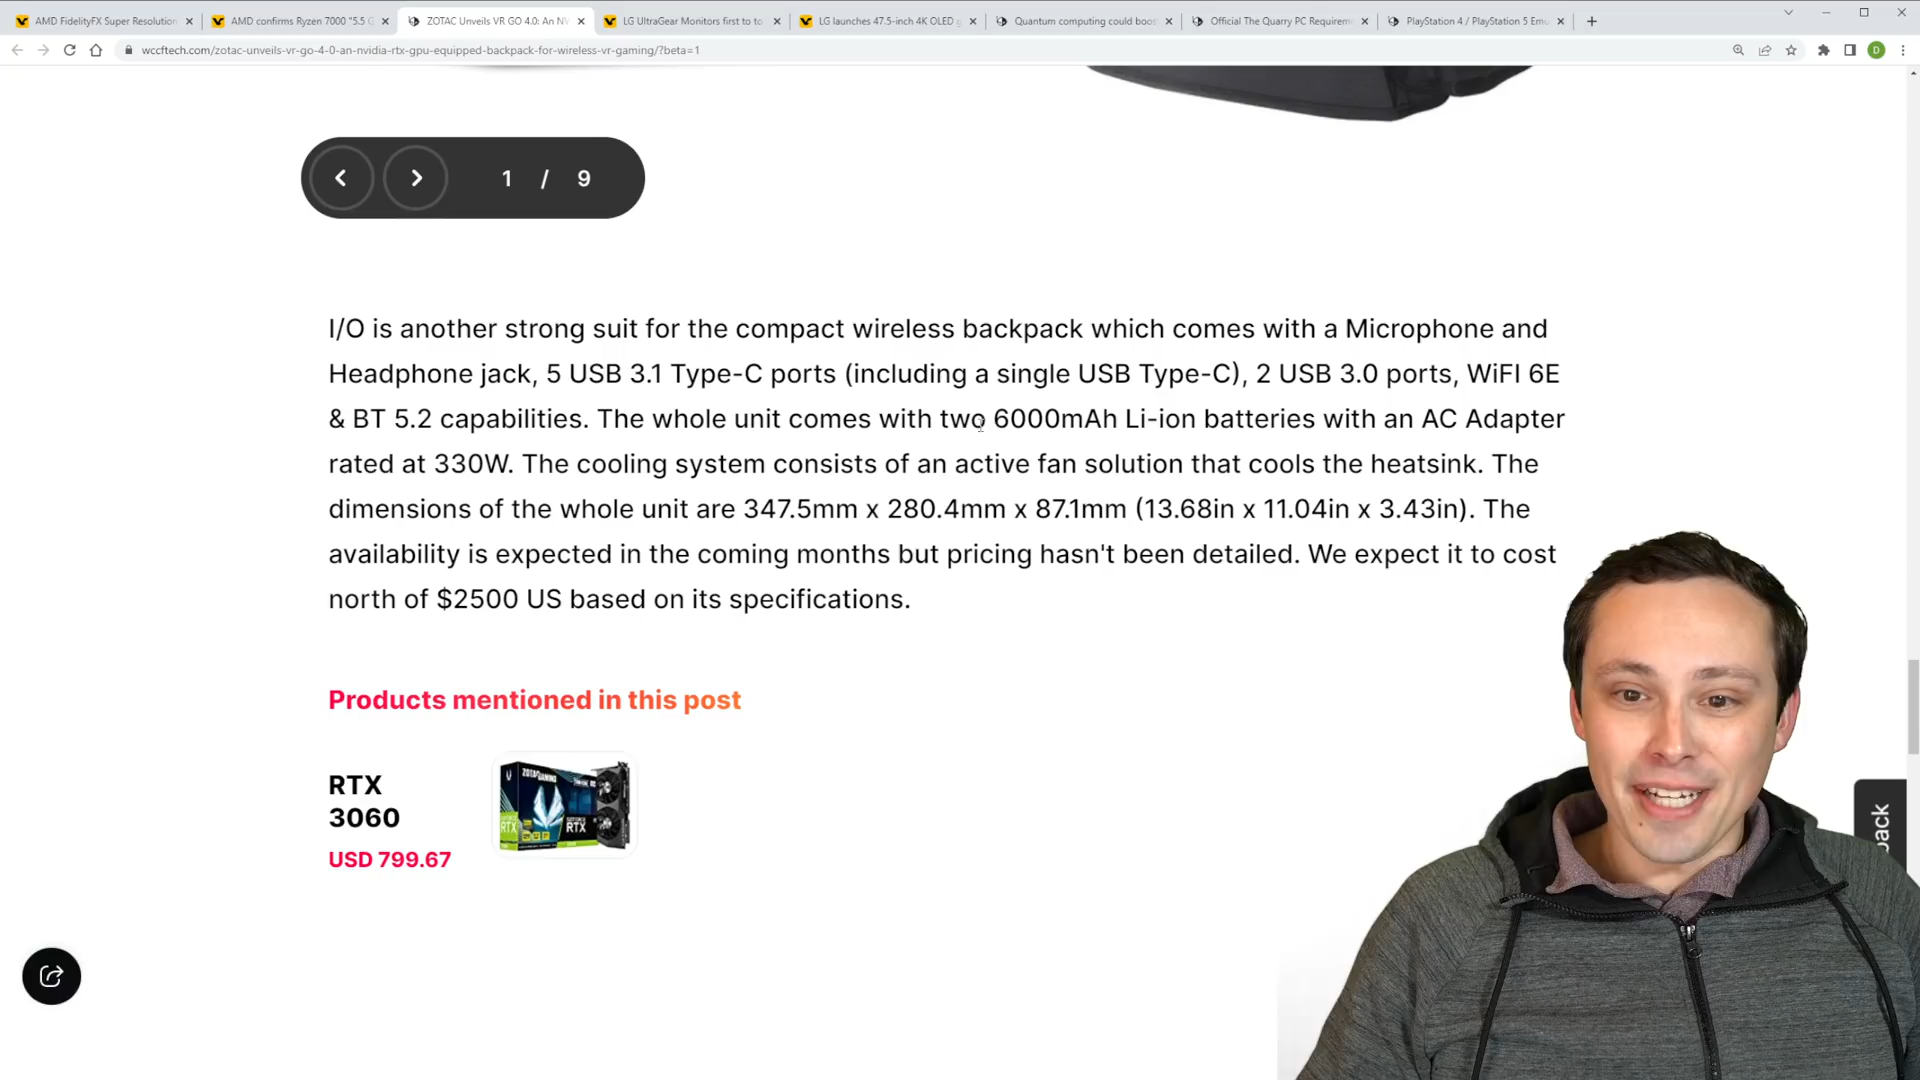 AMD FidelityFX Super Resolution
AMD confirms Ryzen 7000 "5.5 G
ZOTAC Unveils VR GO 4.0: An NV
LG UltraGear Monitors first to to
LG launches 47.5-inch 4K OLED g
Quantum computing could boos
Official The Quarry PC Requireme
PlayStation 4 / PlayStation 5 Emu
wccftech.com/zotac-unveils-vr-go-4-0-an-nvidia-rtx-gpu-equipped-backpack-for-wireless-vr-gaming/?beta=1
D
1 / 9
I/O is another strong suit for the compact wireless backpack which comes with a Microphone and
Headphone jack, 5 USB 3.1 Type-C ports (including a single USB Type-C), 2 USB 3.0 ports, WiFI 6E
& BT 5.2 capabilities. The whole unit comes with two 6000mAh Li-ion batteries with an AC Adapter
rated at 330W. The cooling system consists of an active fan solution that cools the heatsink. The
dimensions of the whole unit are 347.5mm x 280.4mm x 87.1mm (13.68in x 11.04in x 3.43in). The
availability is expected in the coming months but pricing hasn't been detailed. We expect it to cost
north of $2500 US based on its specifications.
Products mentioned in this post
RTX
3060
USD 799.67
ZOTAC GAMING
GEFORCE
RTX
RTX
back